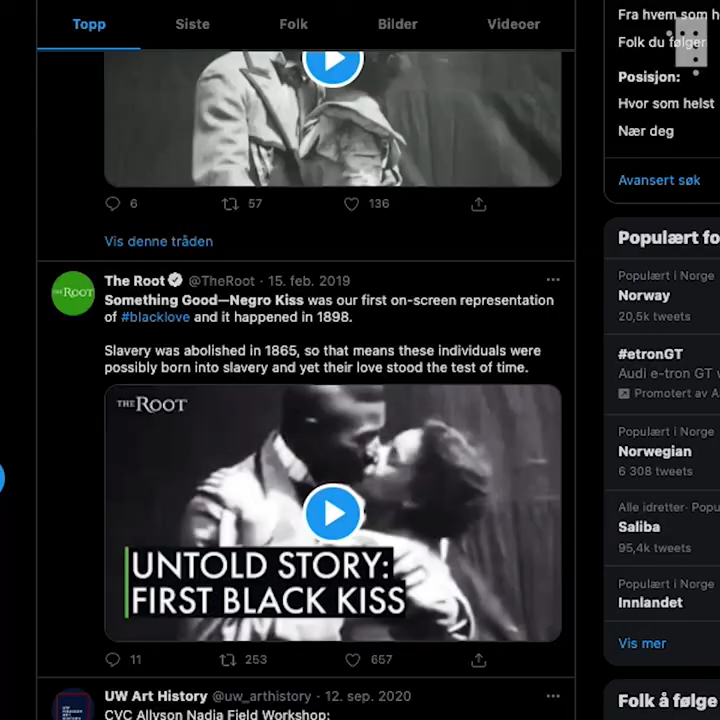 Topp
Siste
Folk
Bilder
Videoer
6
57
136
Vis denne tråden
The Root @TheRoot · 15. feb. 2019
Something Good—Negro Kiss was our first on-screen representation
of #blacklove and it happened in 1898.
Slavery was abolished in 1865, so that means these individuals were
possibly born into slavery and yet their love stood the test of time.
THE ROOT
THE ROOT
UNTOLD STORY:
FIRST BLACK KISS
11
253
657
UW Art History @uw_arthistory · 12. sep. 2020
CVC Allyson Nadia Field Workshop:
Fra hvem som h
Folk du følger
Posisjon:
Hvor som helst
Nær deg
Avansert søk
Populært fo
Populært i Norge
Norway
20,5k tweets
#etronGT
Audi e-tron GT
Promotert av A
Populært i Norge
Norwegian
6 308 tweets
Alle idretter· Popu
Saliba
95,4k tweets
Populært i Norge
Innlandet
Vis mer
Folk å følge